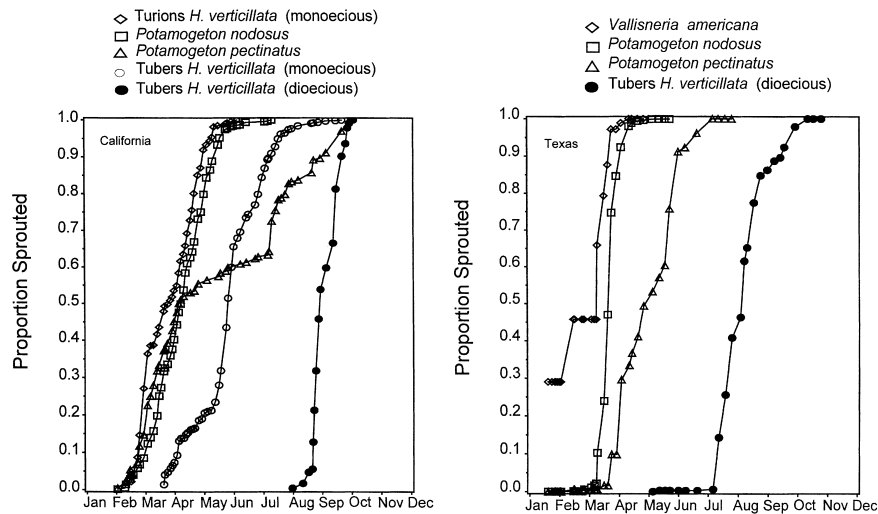 Turions H. verticillata (monoecious)
Potamogeton nodosus
Potamogeton pectinatus
Tubers H. verticillata (monoecious)
Tubers H. verticillata (dioecious)
California
Proportion Sprouted
1.0
0.9
0.8
0.7
0.6
0.5
0.4
0.3
0.2
0.1
0.0
Jan Feb Mar Apr May Jun Jul Aug Sep Oct Nov Dec
Vallisneria americana
Potamogeton nodosus
Potamogeton pectinatus
Tubers H. verticillata (dioecious)
Texas
Proportion Sprouted
1.0
0.9
0.8
0.7
0.6
0.5
0.4
0.3
0.2
0.1
0.0
Jan Feb Mar Apr May Jun Jul Aug Sep Oct Nov Dec